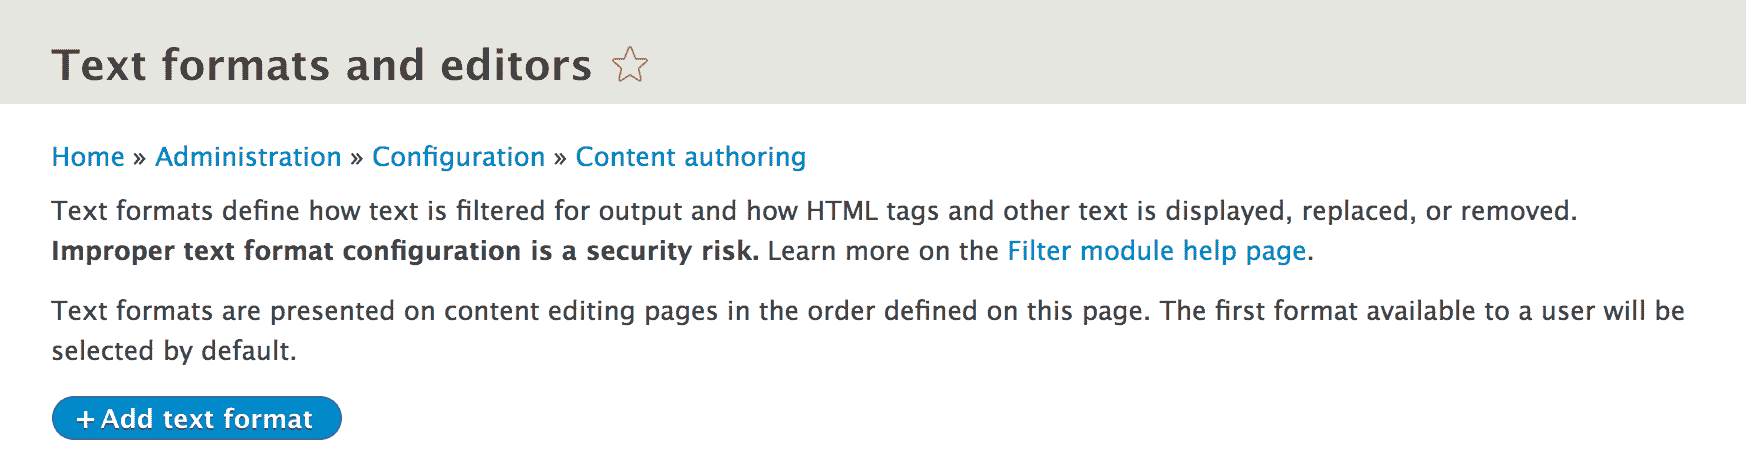 Text formats and editors
Home » Administration » Configuration » Content authoring
Text formats define how text is filtered for output and how HTML tags and other text is displayed, replaced, or removed.
Improper text format configuration is a security risk. Learn more on the Filter module help page.
Text formats are presented on content editing pages in the order defined on this page. The first format available to a user will be
selected by default.
+ Add text format